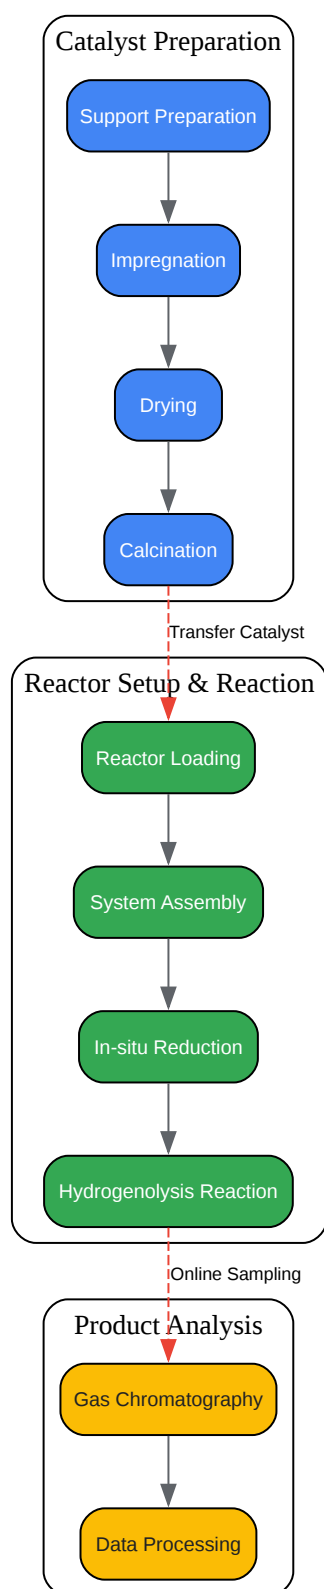 Catalyst Preparation
Support Preparation
Impregnation
Drying
Calcination
Transfer Catalyst
Reactor Setup & Reaction
Reactor Loading
System Assembly
In-situ Reduction
Hydrogenolysis Reaction
Online Sampling
Product Analysis
Gas Chromatography
Data Processing